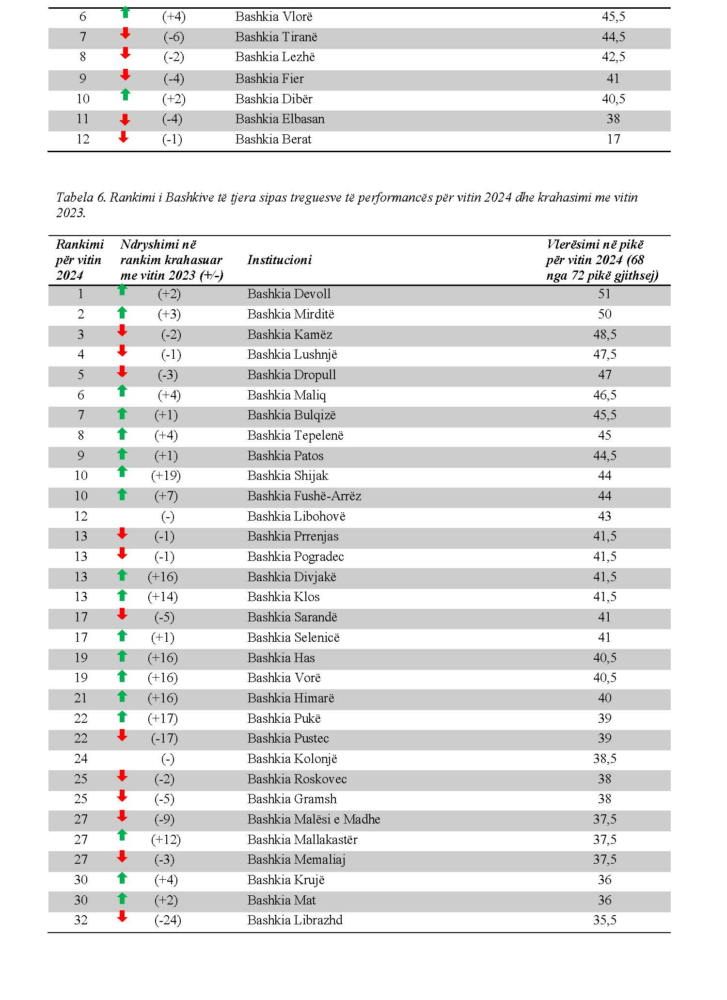 6 (+4) Bashkia Vlorë 45,5
7 (-6) Bashkia Tiranë 44,5
8 (-2) Bashkia Lezhë 42,5
9 (-4) Bashkia Fier 41
10 (+2) Bashkia Dibër 40,5
11 (-4) Bashkia Elbasan 38
12 (-1) Bashkia Berat 17
Tabela 6. Rankimi i Bashkive të tjera sipas treguesve të performancës për vitin 2024 dhe krahasimi me vitin
2023.
Rankimi Ndryshimi në Vlerësimi në pikë
për vitin rankim krahasuar Institucioni për vitin 2024 (68
2024 me vitin 2023 (+/-) nga 72 pikë gjithsej)
1 (+2) Bashkia Devoll 51
2 (+3) Bashkia Mirditë 50
3 (-2) Bashkia Kamëz 48,5
4 (-1) Bashkia Lushnjë 47,5
5 (-3) Bashkia Dropull 47
6 (+4) Bashkia Maliq 46,5
7 (+1) Bashkia Bulqizë 45,5
8 (+4) Bashkia Tepelenë 45
9 (+1) Bashkia Patos 44,5
10 (+19) Bashkia Shijak 44
10 (+7) Bashkia Fushë-Arrëz 44
12 (-) Bashkia Libohovë 43
13 (-1) Bashkia Prrenjas 41,5
13 (-1) Bashkia Pogradec 41,5
13 (+16) Bashkia Divjakë 41,5
13 (+14) Bashkia Klos 41,5
17 (-5) Bashkia Sarandë 41
17 (+1) Bashkia Selenicë 41
19 (+16) Bashkia Has 40,5
19 (+16) Bashkia Vorë 40,5
21 (+16) Bashkia Himarë 40
22 (+17) Bashkia Pukë 39
22 (-17) Bashkia Pustec 39
24 (-) Bashkia Kolonjë 38,5
25 (-2) Bashkia Roskovec 38
25 (-5) Bashkia Gramsh 38
27 (-9) Bashkia Malësi e Madhe 37,5
27 (+12) Bashkia Mallakastër 37,5
27 (-3) Bashkia Memaliaj 37,5
30 (+4) Bashkia Krujë 36
30 (+2) Bashkia Mat 36
32 (-24) Bashkia Librazhd 35,5